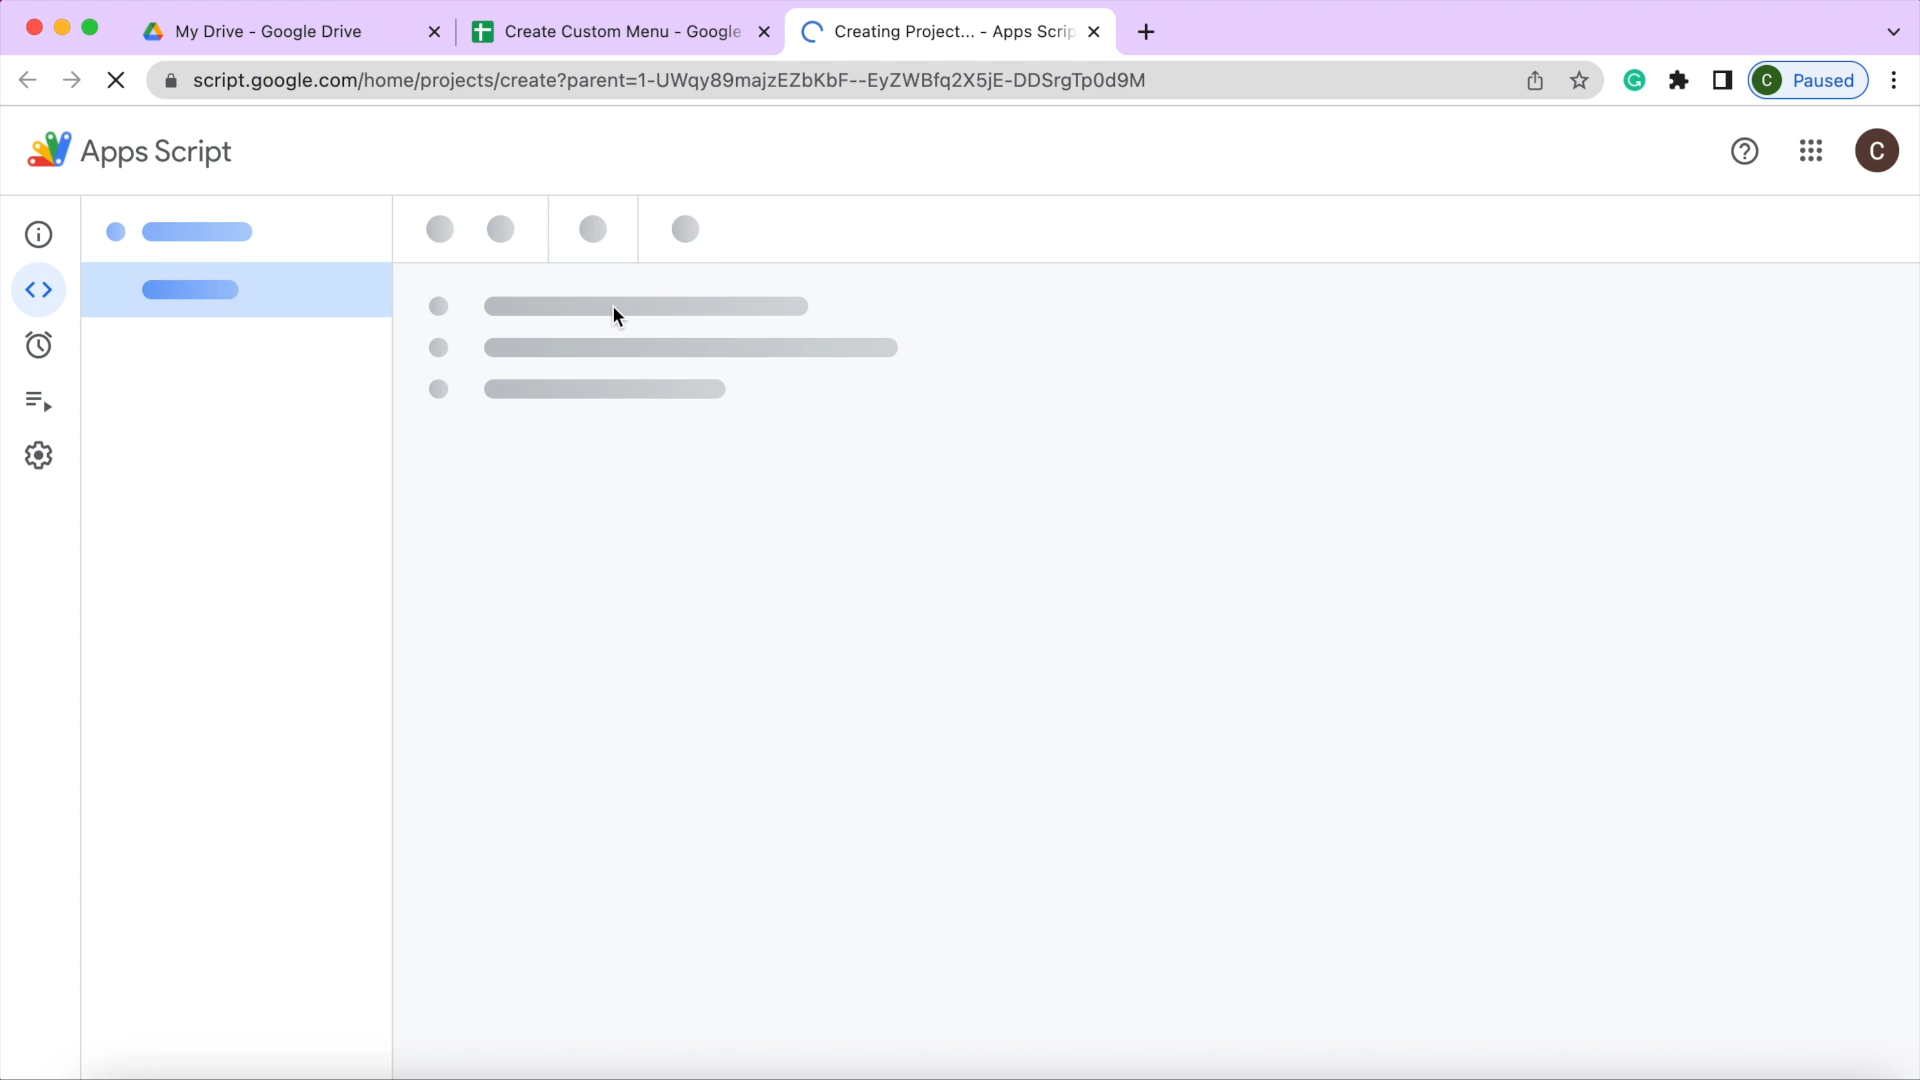 My Drive - Google Drive
Create Custom Menu - Google
Creating Project... - Apps Scrip
script.google.com/home/projects/create?parent=1-UWqy89majzEZbKbF--EyZWBfq2X5jE-DDSrgTp0d9M
G
C Paused
Apps Script
C